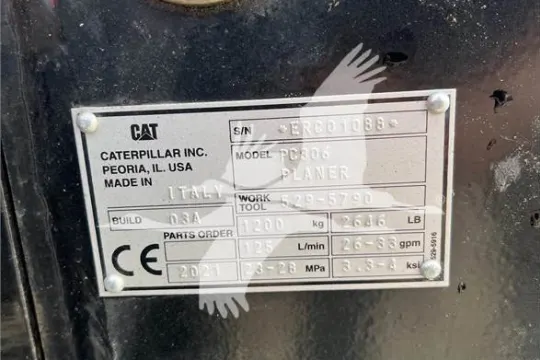 CAT
CATERPILLAR INC.
PEORIA, IL. USA
MADE IN ITALY
S/N *ERC01088*
MODEL PC306
PLANER
WORK TOOL 529-5790
BUILD 03A 1200 kg 2646 LB
PARTS ORDER 125 L/min 26-33 gpm
CE 2021 23-28 MPa 3.3-4 ksi
529-5916